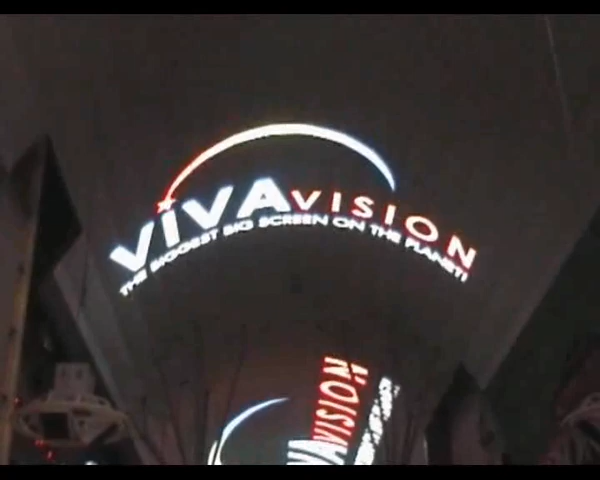 VIVAVISION
THE BIGGEST BIG SCREEN ON THE PLANET!
VISION